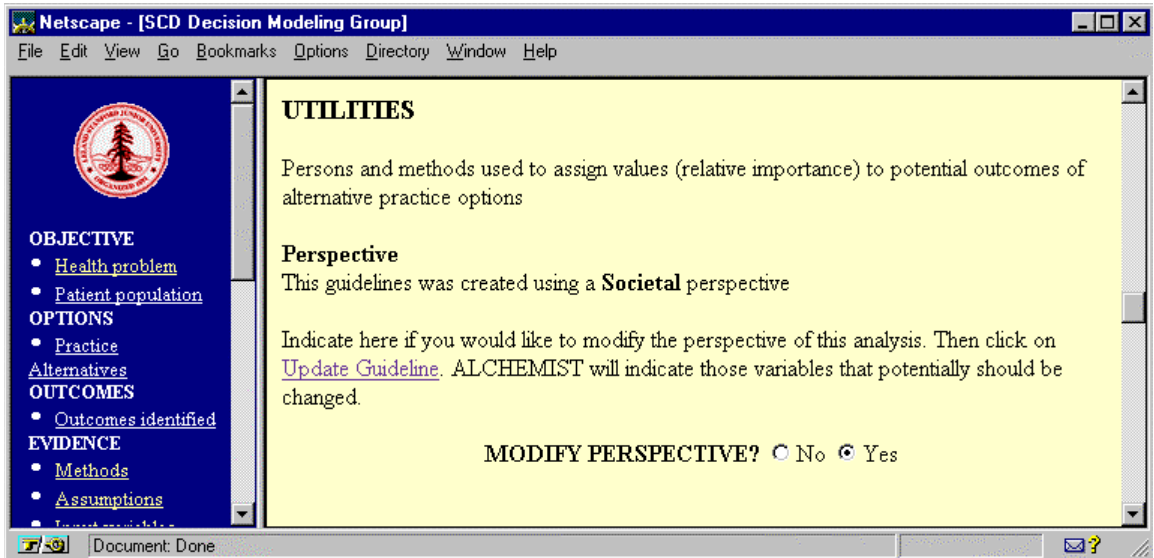 Netscape - [SCD Decision Modeling Group]
File Edit View Go Bookmarks Options Directory Window Help
OBJECTIVE
Health problem
Patient population
OPTIONS
Practice
Alternatives
OUTCOMES
Outcomes identified
EVIDENCE
Methods
Assumptions
UTILITIES
Persons and methods used to assign values (relative importance) to potential outcomes of
alternative practice options
Perspective
This guidelines was created using a Societal perspective
Indicate here if you would like to modify the perspective of this analysis. Then click on
Update Guideline. ALCHEMIST will indicate those variables that potentially should be
changed.
MODIFY PERSPECTIVE? No Yes
Document: Done